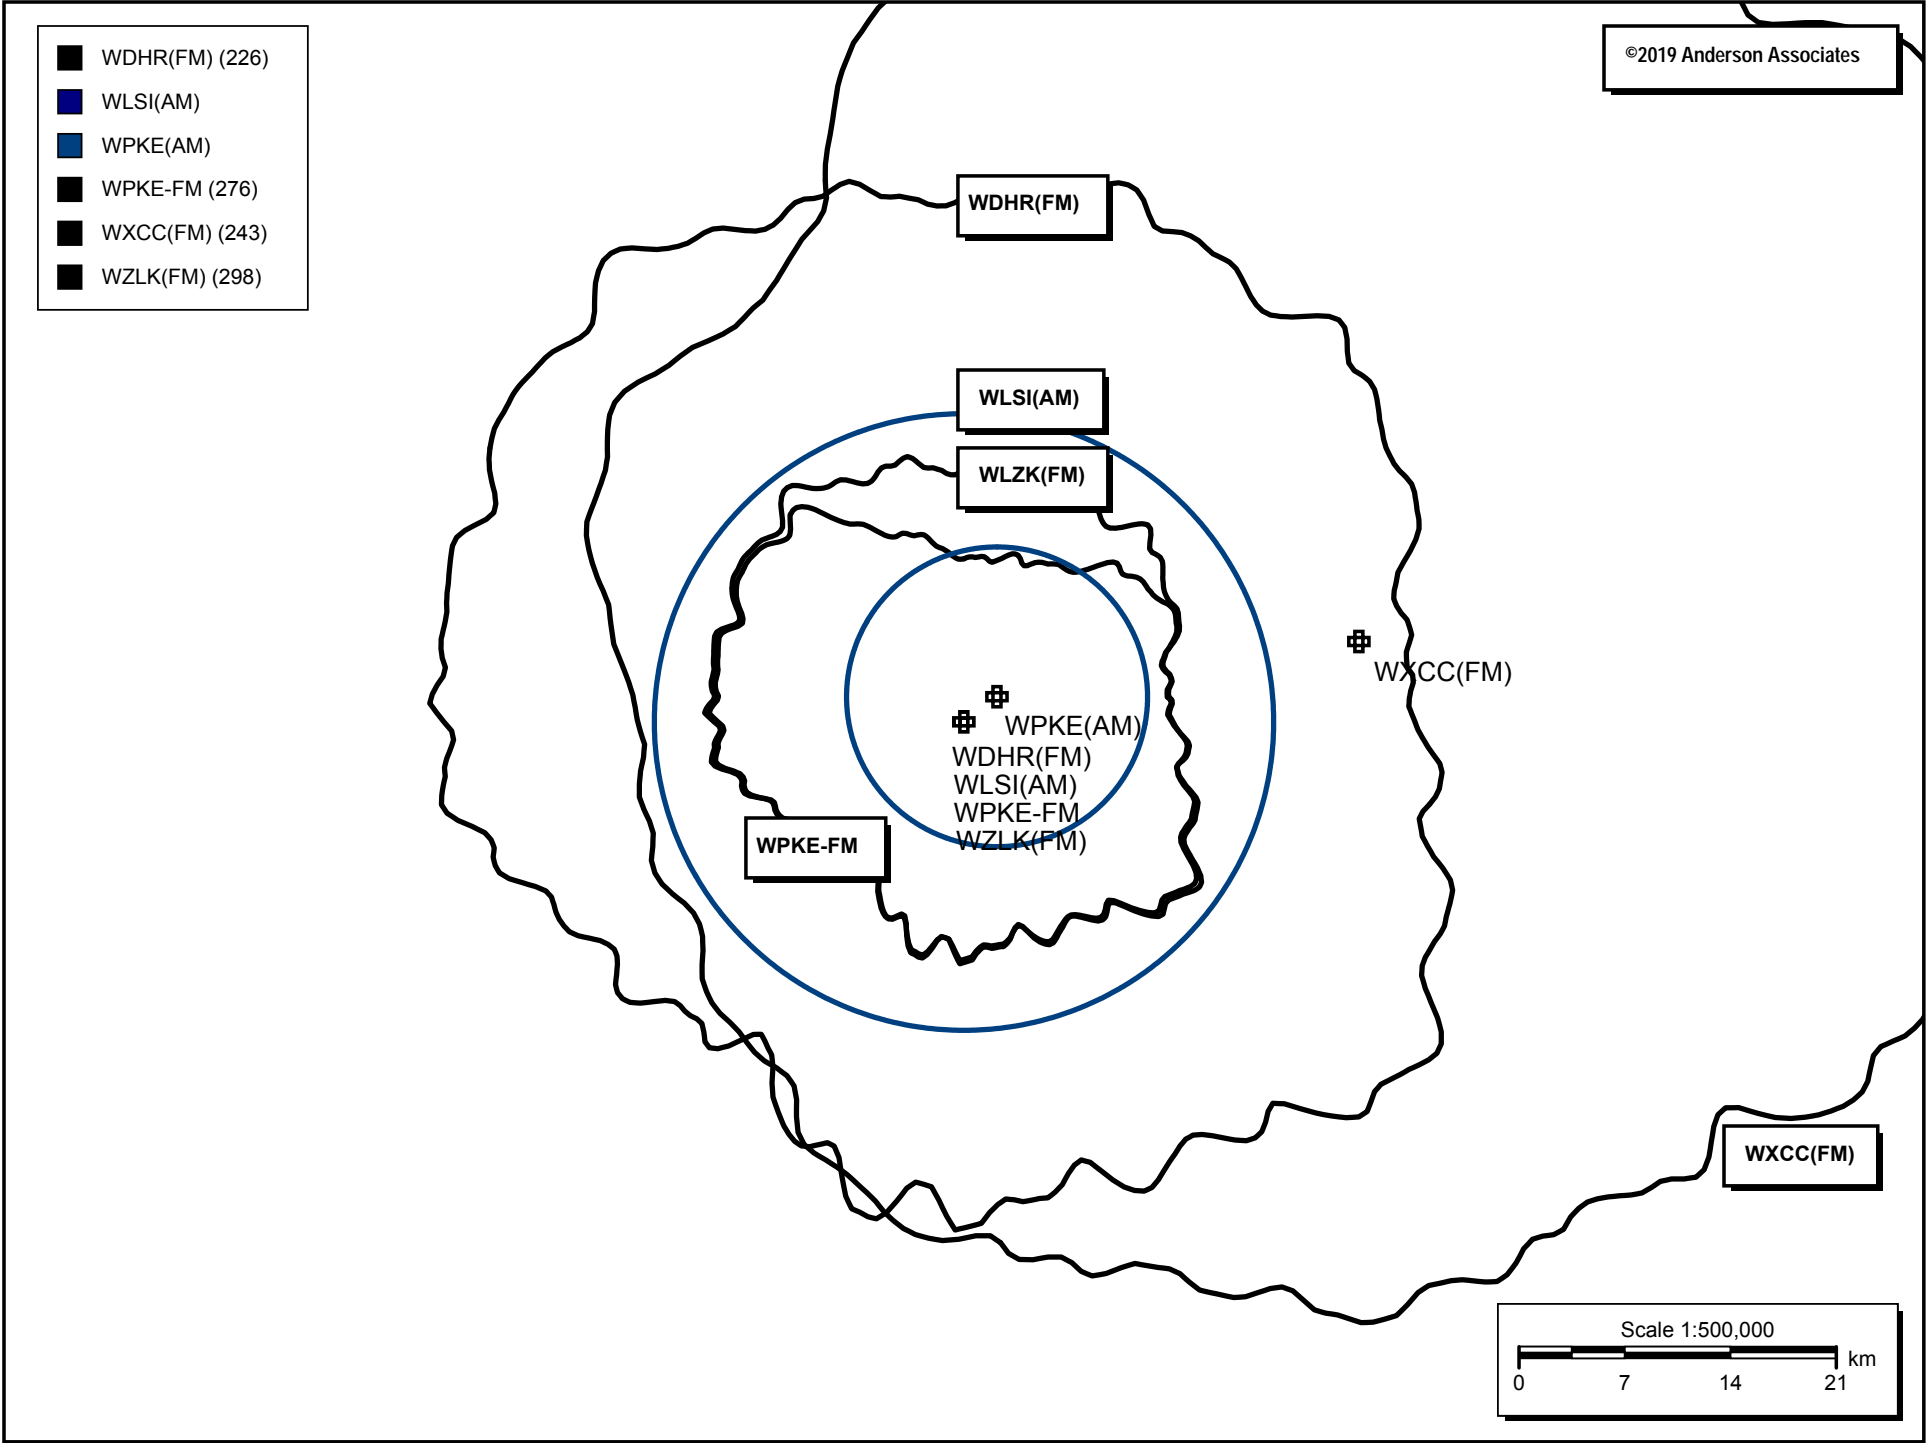 WDHR(FM) (226)
WLSI(AM)
WPKE(AM)
WPKE-FM (276)
WXCC(FM) (243)
WZLK(FM) (298)
©2019 Anderson Associates
WDHR(FM)
WLSI(AM)
WLZK(FM)
WXCC(FM)
WPKE(AM)
WDHR(FM)
WLSI(AM)
WPKE-FM
WZLK(FM)
WPKE-FM
WXCC(FM)
Scale 1:500,000
km
0 7 14 21